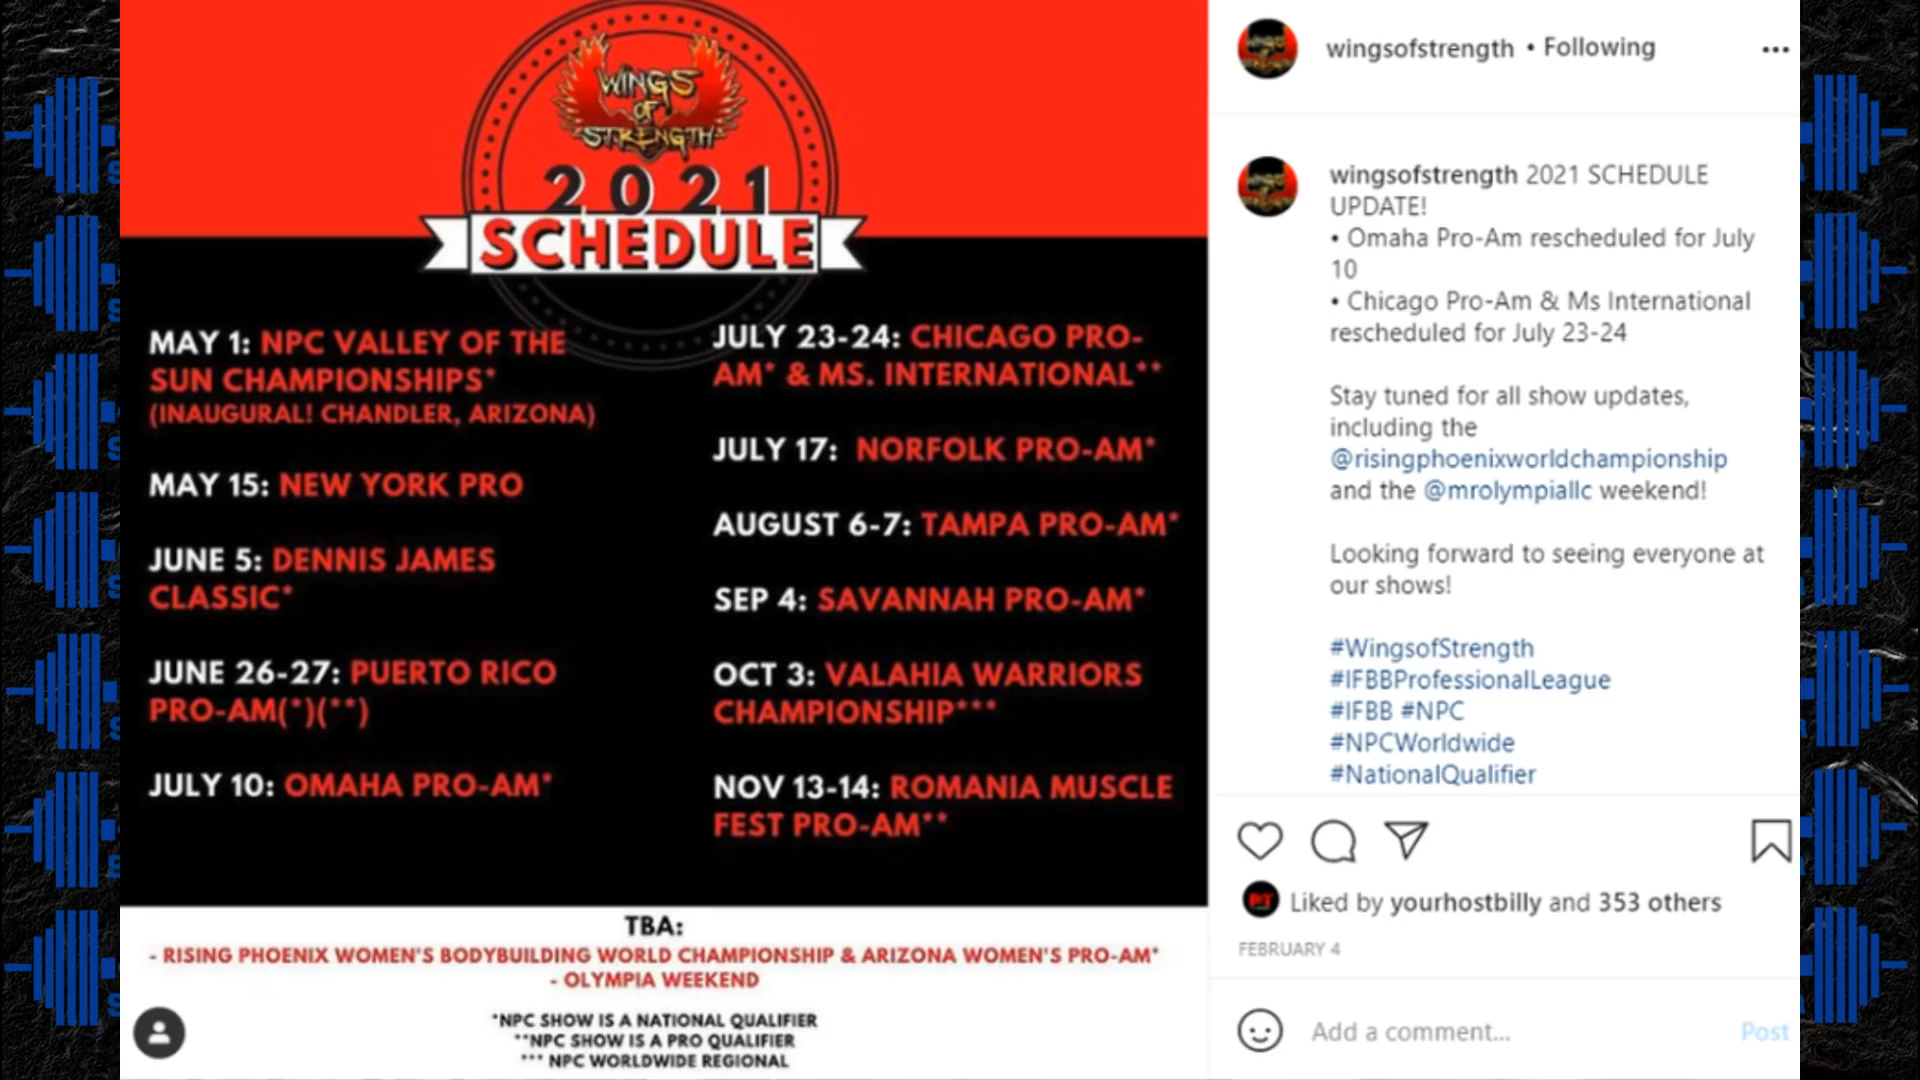 WINGS
OF
STRENGTH
2021
SCHEDULE
MAY 1: NPC VALLEY OF THE
SUN CHAMPIONSHIPS*
(INAUGURAL! CHANDLER, ARIZONA)
MAY 15: NEW YORK PRO
JUNE 5: DENNIS JAMES
CLASSIC*
JUNE 26-27: PUERTO RICO
PRO-AM(*)(**)
JULY 10: OMAHA PRO-AM*
JULY 23-24: CHICAGO PRO-
AM* & MS. INTERNATIONAL**
JULY 17: NORFOLK PRO-AM*
AUGUST 6-7: TAMPA PRO-AM*
SEP 4: SAVANNAH PRO-AM*
OCT 3: VALAHIA WARRIORS
CHAMPIONSHIP***
NOV 13-14: ROMANIA MUSCLE
FEST PRO-AM**
TBA:
- RISING PHOENIX WOMEN'S BODYBUILDING WORLD CHAMPIONSHIP & ARIZONA WOMEN'S PRO-AM*
- OLYMPIA WEEKEND
*NPC SHOW IS A NATIONAL QUALIFIER
**NPC SHOW IS A PRO QUALIFIER
*** NPC WORLDWIDE REGIONAL
wingsofstrength • Following
wingsofstrength 2021 SCHEDULE
UPDATE!
• Omaha Pro-Am rescheduled for July
10
• Chicago Pro-Am & Ms International
rescheduled for July 23-24
Stay tuned for all show updates,
including the
@risingphoenixworldchampionship
and the @mrolympiallc weekend!
Looking forward to seeing everyone at
our shows!
#WingsofStrength
#IFBBProfessionalLeague
#IFBB #NPC
#NPCWorldwide
#NationalQualifier
PT
Liked by yourhostbilly and 353 others
FEBRUARY 4
Add a comment...
Post